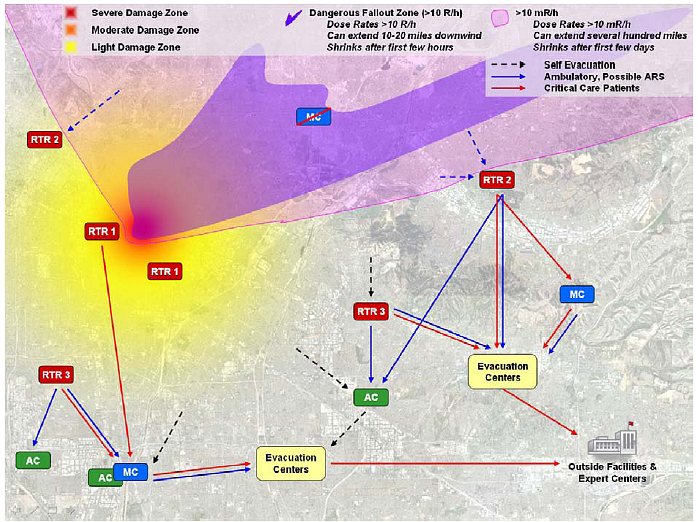 Severe Damage Zone
Moderate Damage Zone
Light Damage Zone
Dangerous Fallout Zone (>10 R/h)
Dose Rates >10 R/h
Can extend 10-20 miles downwind
Shrinks after first few hours
>10 mR/h
Dose Rates >10 mR/h
Can extend several hundred miles
Shrinks after first few days
Self Evacuation
Ambulatory, Possible ARS
Critical Care Patients
MC
RTR 2
RTR 2
RTR 1
RTR 1
MC
RTR 3
Evacuation
Centers
RTR 3
AC
AC
AC
MC
Evacuation
Centers
Outside Facilities &
Expert Centers